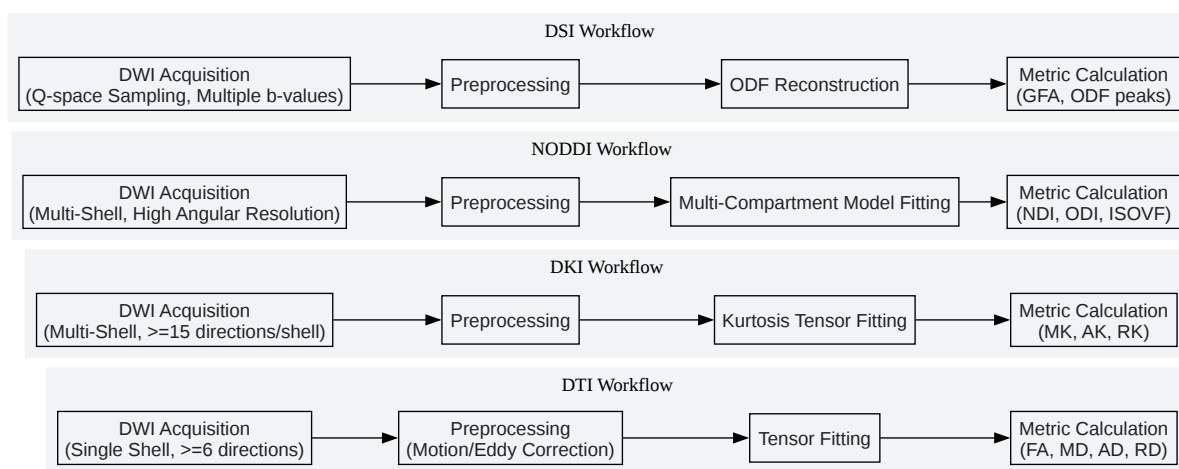 DSI Workflow
DWI Acquisition
(Q-space Sampling, Multiple b-values)
Preprocessing
ODF Reconstruction
Metric Calculation
(GFA, ODF peaks)
NODDI Workflow
DWI Acquisition
(Multi-Shell, High Angular Resolution)
Preprocessing
Multi-Compartment Model Fitting
Metric Calculation
(NDI, ODI, ISOVF)
DKI Workflow
DWI Acquisition
(Multi-Shell, >=15 directions/shell)
Preprocessing
Kurtosis Tensor Fitting
Metric Calculation
(MK, AK, RK)
DTI Workflow
DWI Acquisition
(Single Shell, >=6 directions)
Preprocessing
(Motion/Eddy Correction)
Tensor Fitting
Metric Calculation
(FA, MD, AD, RD)